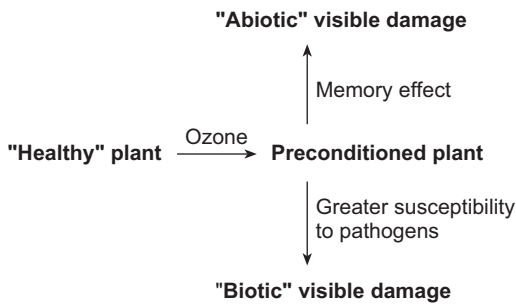 "Abiotic" visible damage
Memory effect
"Healthy" plant Ozone Preconditioned plant
Greater susceptibility
to pathogens
"Biotic" visible damage